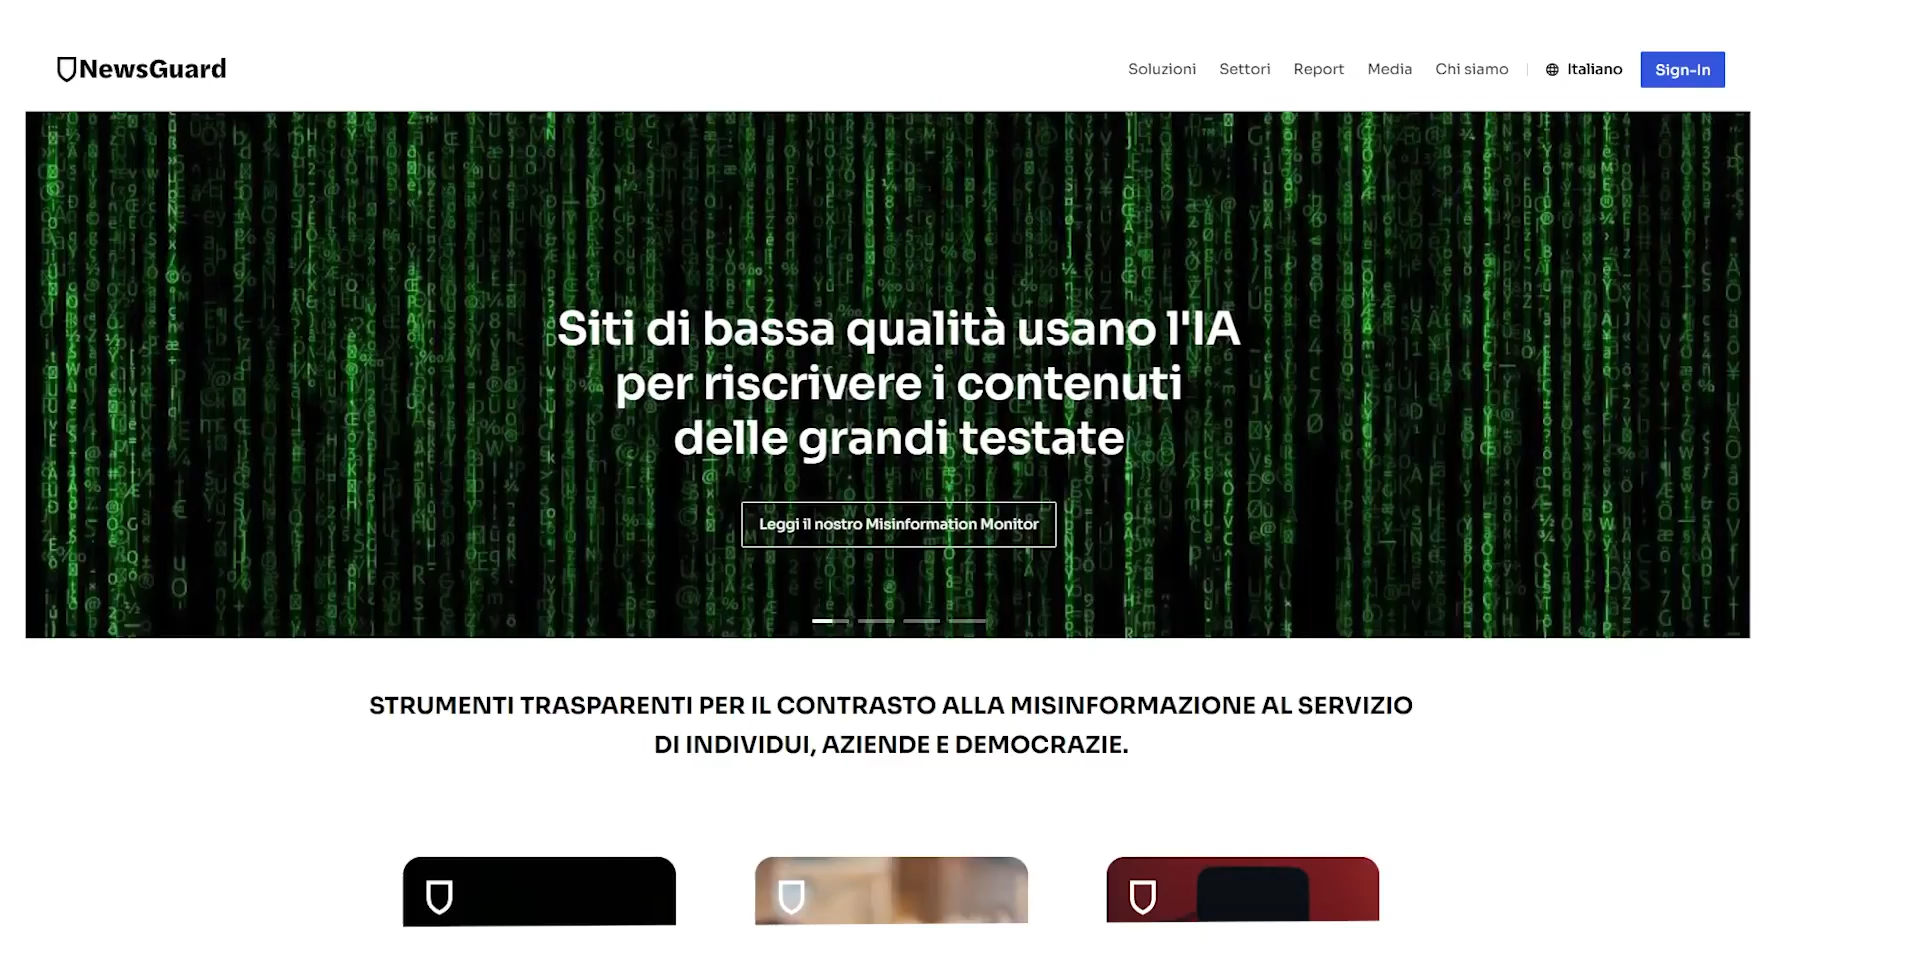 NewsGuard
Soluzioni Settori Report Media Chi siamo Italiano Sign-In
Siti di bassa qualità usano l'IA
per riscrivere i contenuti
delle grandi testate
Leggi il nostro Misinformation Monitor
STRUMENTI TRASPARENTI PER IL CONTRASTO ALLA MISINFORMAZIONE AL SERVIZIO
DI INDIVIDUI, AZIENDE E DEMOCRAZIE.